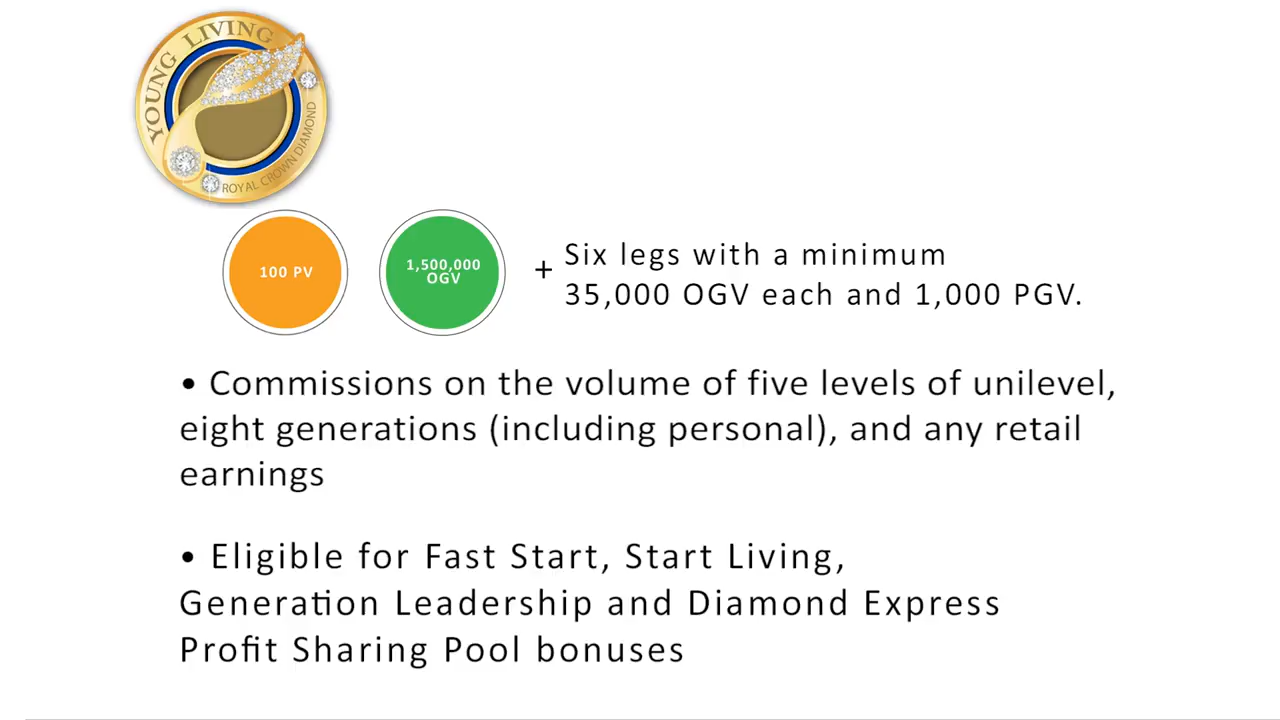 YOUNG LIVING
ROYAL CROWN DIAMOND
100 PV
1,500,000
OGV
+
Six legs with a minimum
35,000 OGV each and 1,000 PGV.
• Commissions on the volume of five levels of unilevel,
eight generations (including personal), and any retail
earnings
• Eligible for Fast Start, Start Living,
Generation Leadership and Diamond Express
Profit Sharing Pool bonuses